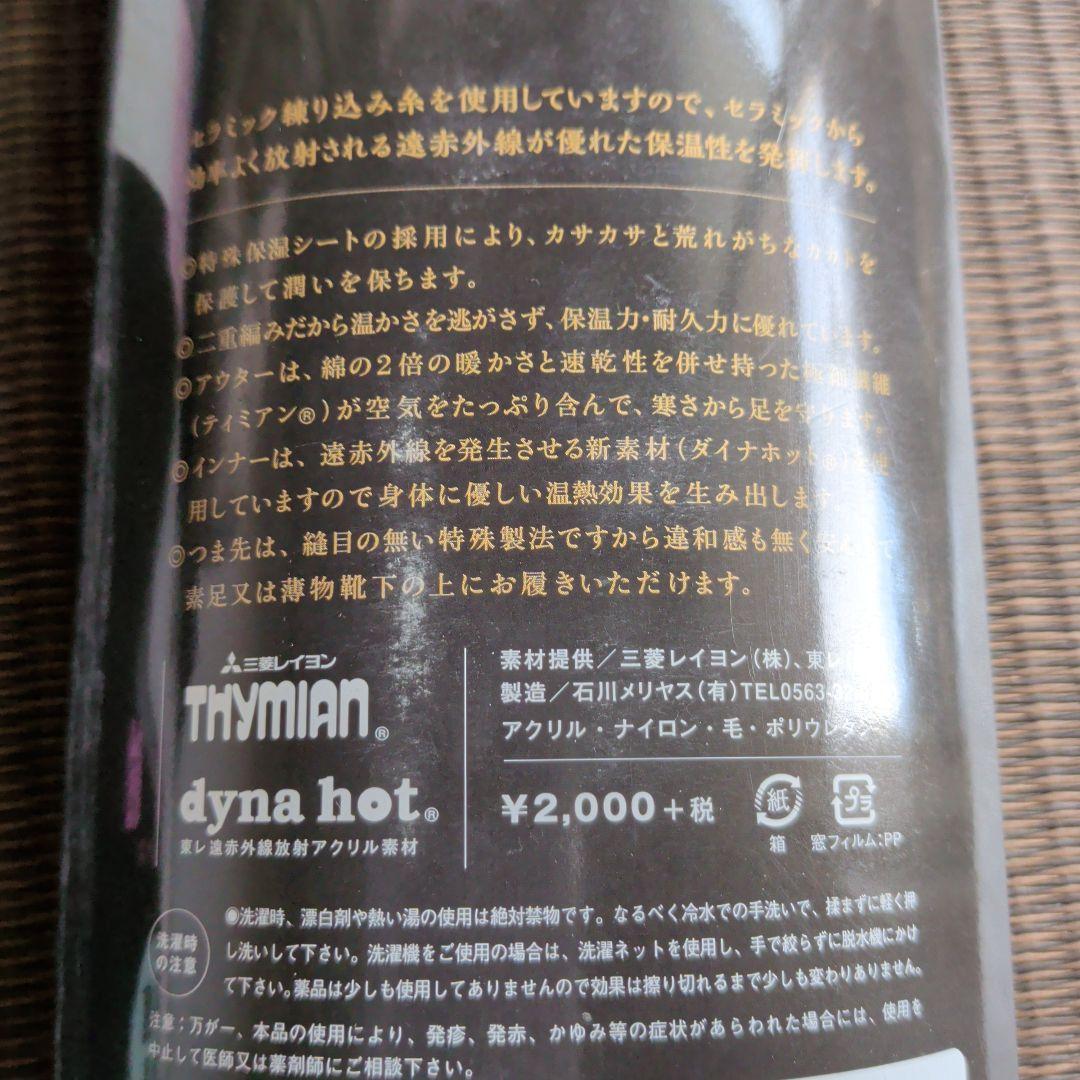 セラミック練り込み糸を使用していますので、セラミックから
効率よく放射される遠赤外線が優れた保温性を発揮します。
◎特殊保湿シートの採用により、カサカサと荒れがちなカカトを
保護して潤いを保ちます。
◎二重編みだから温かさを逃がさず、保温力・耐久力に優れています。
◎アウターは、綿の2倍の暖かさと速乾性を併せ持った
(ティミアン®)が空気をたっぷり含んで、寒さから足を守ります。
◎インナーは、遠赤外線を発生させる新素材(ダイナホット®)を使
用していますので身体に優しい温熱効果を生み出します
◎つま先は、縫目の無い特殊製法ですから違和感も無く
素足又は薄物靴下の上にお履きいただけます。
三菱レイヨン
THYMIAN®
dyna hot®
東レ遠赤外線放射アクリル素材
素材提供/三菱レイヨン(株)、東レ
製造/石川メリヤス(有)TEL0563-
アクリル・ナイロン・毛・ポリウレタン
¥2,000+税
紙
箱
プラ
窓フィルム:PP
洗濯時
の注意
◎洗濯時、漂白剤や熱い湯の使用は絶対禁物です。なるべく冷水での手洗いで、揉まずに軽く押
し洗いして下さい。洗濯機をご使用の場合は、洗濯ネットを使用し、手で絞らずに脱水機にかけ
て下さい。薬品は少しも使用してありませんので効果は擦り切れるまで少しも変わりありません。
注意:万が一、本品の使用により、発疹、発赤、かゆみ等の症状があらわれた場合には、使用を
中止して医師又は薬剤師にご相談下さい。